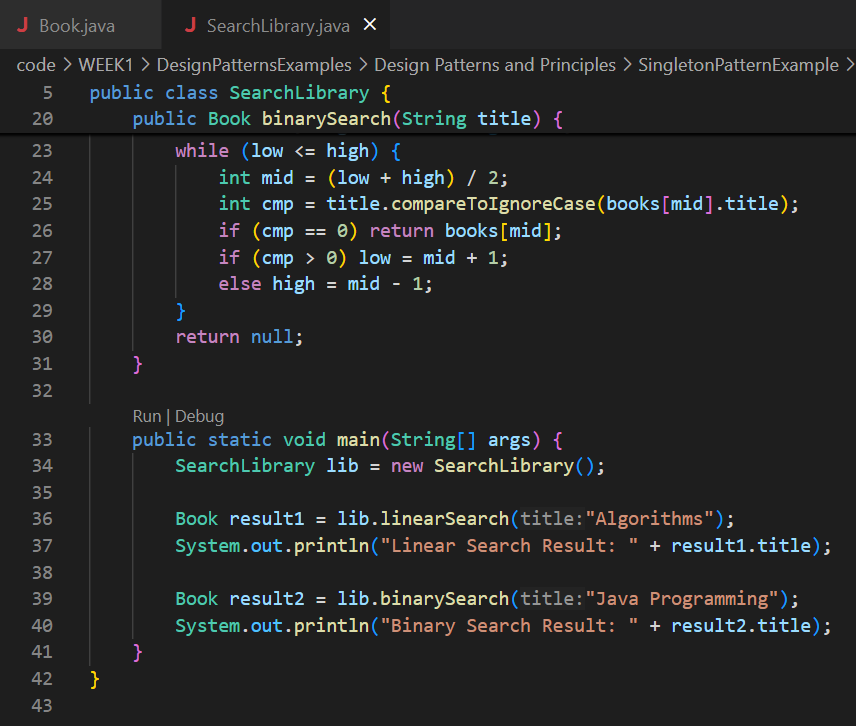 J Book.java
J SearchLibrary.java ×
code > WEEK1 > DesignPatternsExamples > Design Patterns and Principles > SingletonPatternExample >
5 public class SearchLibrary {
20 public Book binarySearch(String title) {
23 while (low <= high) {
24 int mid = (low + high) / 2;
25 int cmp = title.compareToIgnoreCase(books[mid].title);
26 if (cmp == 0) return books[mid];
27 if (cmp > 0) low = mid + 1;
28 else high = mid - 1;
29 }
30 return null;
31 }
32
Run | Debug
33 public static void main(String[] args) {
34 SearchLibrary lib = new SearchLibrary();
35
36 Book result1 = lib.linearSearch(title:"Algorithms");
37 System.out.println("Linear Search Result: " + result1.title);
38
39 Book result2 = lib.binarySearch(title:"Java Programming");
40 System.out.println("Binary Search Result: " + result2.title);
41 }
42 }
43